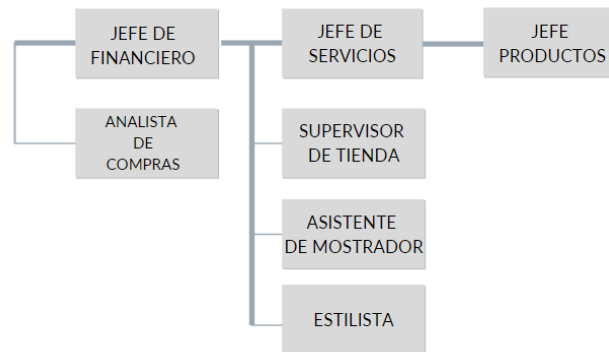 JEFE DE
FINANCIERO
JEFE DE
SERVICIOS
JEFE
PRODUCTOS
ANALISTA
DE
COMPRAS
SUPERVISOR
DE TIENDA
ASISTENTE
DE MOSTRADOR
ESTILISTA